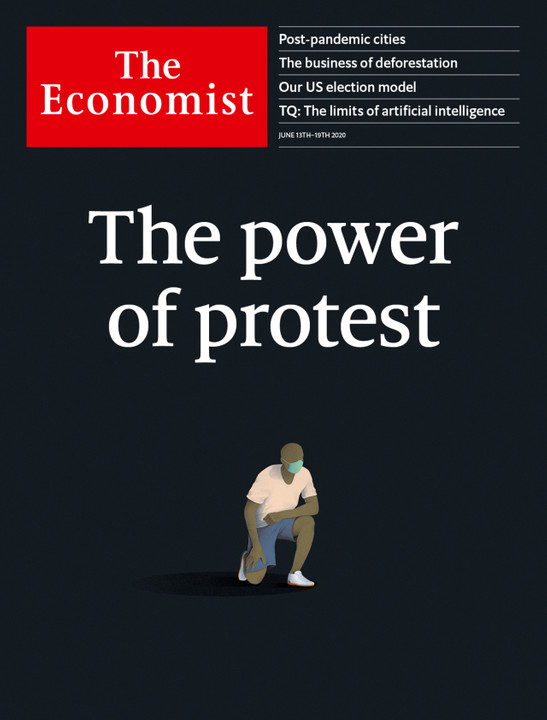 The
Economist
Post-pandemic cities
The business of deforestation
Our US election model
TQ: The limits of artificial intelligence
JUNE 13TH–19TH 2020
The power
of protest